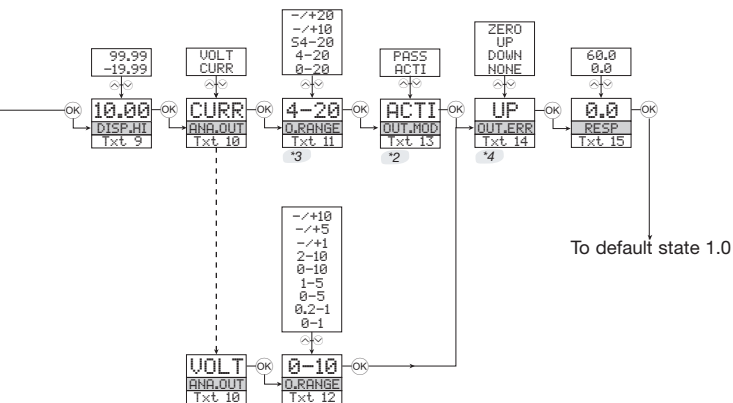 -/+20
-/+10
S4-20
4-20
0-20
99.99
-19.99
VOLT
CURR
PASS
ACTI
ZERO
UP
DOWN
NONE
60.0
0.0
OK
10.00
DISP.HI
Txt 9
OK
CURR
ANA.OUT
Txt 10
OK
4-20
O.RANGE
Txt 11
*3
OK
ACTI
OUT.MOD
Txt 13
*2
OK
UP
OUT.ERR
Txt 14
*4
OK
0.0
RESP
Txt 15
OK
To default state 1.0
-/+10
-/+5
-/+1
2-10
0-10
1-5
0-5
0.2-1
0-1
VOLT
ANA.OUT
Txt 10
OK
0-10
O.RANGE
Txt 12
OK